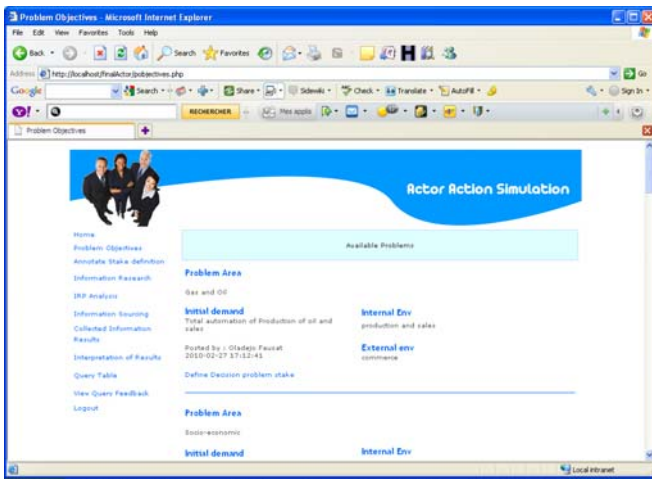 Problem Objectives - Microsoft Internet Explorer
File Edit View Favorites Tools Help
Back Search Favorites
Address http://localhost/finalActor/pobjectives.php Go
Google Search Share Sidewiki Check Translate AutoFill Sign In
Y! RECHERCHER Mes applis
Problem Objectives
Actor Action Simulation
Home
Problem Objectives
Annotate Stake definition
Information Research
IRP Analysis
Information Sourcing
Collected Information
Results
Interpretation of Results
Query Table
View Query Feedback
Logout
Available Problems
Problem Area
Gas and Oil
Initial demand
Total automation of Production of oil and
sales
Internal Env
production and sales
Posted by : Oladejo Fausat
2010-02-27 17:12:41
External env
commerce
Define Decision problem stake
Problem Area
Socio-economic
Initial demand
Internal Env
Local intranet